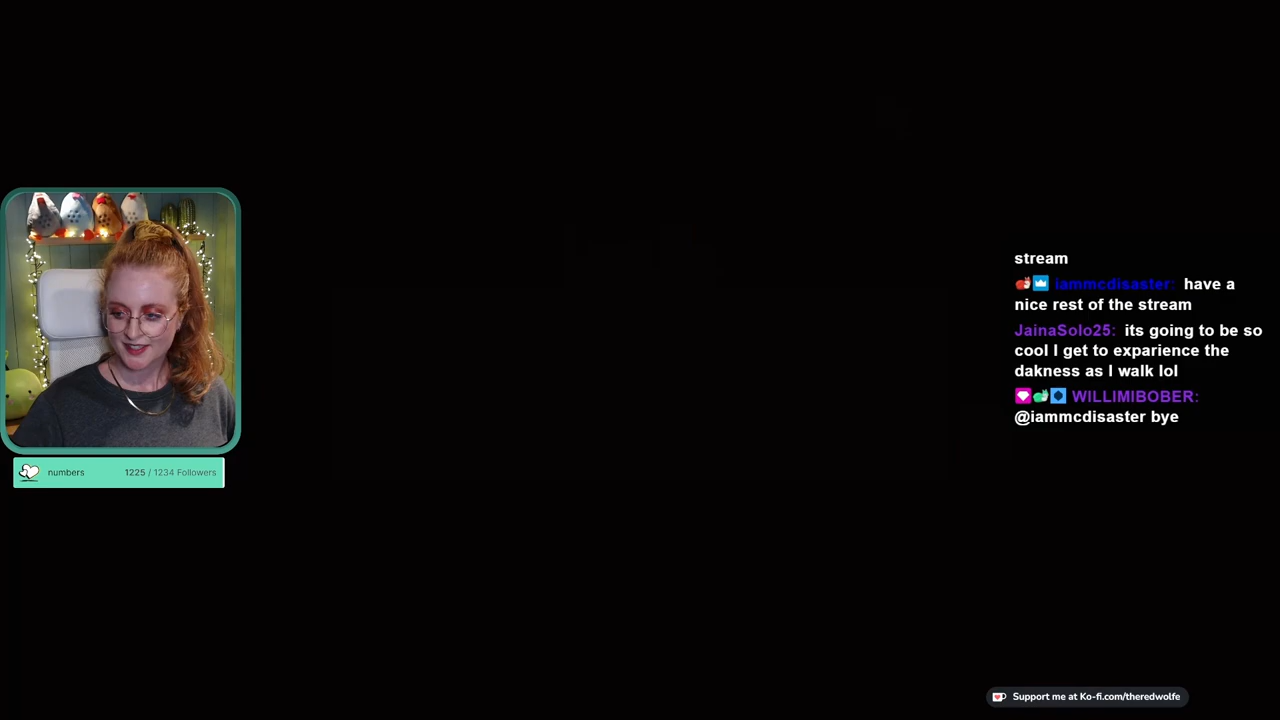 stream
iammcdisaster: have a
nice rest of the stream
JainaSolo25: its going to be so
cool I get to exparience the
dakness as I walk lol
WILLIMIBOBER:
@iammcdisaster bye
numbers 1225 / 1234 Followers
Support me at Ko-fi.com/theredwolfe